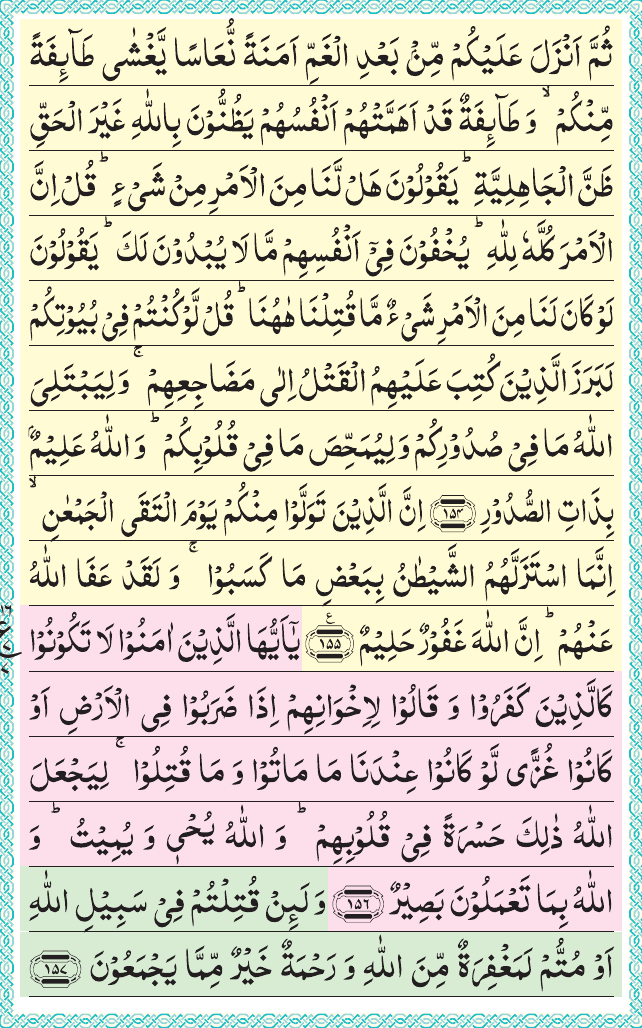 ثُمَّ اَنۡزَلَ عَلَيۡكُمۡ مِّنۡۢ بَعۡدِ الۡغَمِّ اَمَنَةً نُّعَاسًا يَّغۡشٰى طَآٮِٕفَةً
مِّنۡكُمۡ ۙ وَ طَآٮِٕفَةٌ قَدۡ اَهَمَّتۡهُمۡ اَنۡفُسُهُمۡ يَظُنُّوۡنَ بِاللّٰهِ غَيۡرَ الۡحَقِّ
ظَنَّ الۡجَاهِلِيَّةِ ؕ يَقُوۡلُوۡنَ هَلۡ لَّنَا مِنَ الۡاَمۡرِ مِنۡ شَىۡءٍ ؕ قُلۡ اِنَّ
الۡاَمۡرَ كُلَّهٗ لِلّٰهِ ؕ يُخۡفُوۡنَ فِىۡۤ اَنۡفُسِهِمۡ مَّا لَا يُبۡدُوۡنَ لَكَ ؕ يَقُوۡلُوۡنَ
لَوۡ كَانَ لَنَا مِنَ الۡاَمۡرِ شَىۡءٌ مَّا قُتِلۡنَا هٰهُنَا ؕ قُلۡ لَّوۡ كُنۡتُمۡ فِىۡ بُيُوۡتِكُمۡ
لَبَرَزَ الَّذِيۡنَ كُتِبَ عَلَيۡهِمُ الۡقَتۡلُ اِلٰى مَضَاجِعِهِمۡ ۚ وَلِيَبۡتَلِىَ
اللّٰهُ مَا فِىۡ صُدُوۡرِكُمۡ وَلِيُمَحِّصَ مَا فِىۡ قُلُوۡبِكُمۡ ؕ وَاللّٰهُ عَلِيۡمٌۢ
بِذَاتِ الصُّدُوۡرِ ﴿۱۵۴﴾ اِنَّ الَّذِيۡنَ تَوَلَّوۡا مِنۡكُمۡ يَوۡمَ الۡتَقَى الۡجَمۡعٰنِ ۙ
اِنَّمَا اسۡتَزَلَّهُمُ الشَّيۡطٰنُ بِبَعۡضِ مَا كَسَبُوۡا ۚ وَ لَقَدۡ عَفَا اللّٰهُ
عَنۡهُمۡ ؕ اِنَّ اللّٰهَ غَفُوۡرٌ حَلِيۡمٌ ﴿۱۵۵﴾ ع يٰۤاَيُّهَا الَّذِيۡنَ اٰمَنُوۡا لَا تَكُوۡنُوۡا
كَالَّذِيۡنَ كَفَرُوۡا وَ قَالُوۡا لِاِخۡوَانِهِمۡ اِذَا ضَرَبُوۡا فِى الۡاَرۡضِ اَوۡ
كَانُوۡا غُزًّى لَّوۡ كَانُوۡا عِنۡدَنَا مَا مَاتُوۡا وَ مَا قُتِلُوۡا ۚ لِيَجۡعَلَ
اللّٰهُ ذٰلِكَ حَسۡرَةً فِىۡ قُلُوۡبِهِمۡ ؕ وَ اللّٰهُ يُحۡىٖ وَ يُمِيۡتُ ؕ وَ
اللّٰهُ بِمَا تَعۡمَلُوۡنَ بَصِيۡرٌ ﴿۱۵۶﴾ وَلَٮِٕنۡ قُتِلۡتُمۡ فِىۡ سَبِيۡلِ اللّٰهِ
اَوۡ مُتُّمۡ لَمَغۡفِرَةٌ مِّنَ اللّٰهِ وَ رَحۡمَةٌ خَيۡرٌ مِّمَّا يَجۡمَعُوۡنَ ﴿۱۵۷﴾